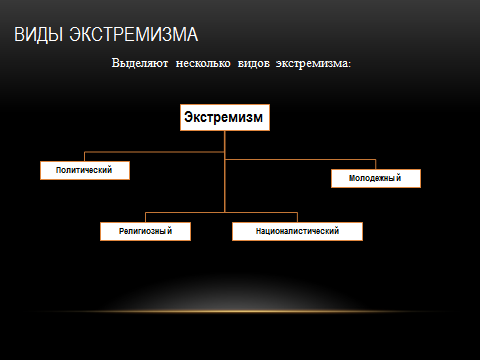 ВИДЫ ЭКСТРЕМИЗМА
Выделяют несколько видов экстремизма:
Экстремизм
Политический
Молодежный
Религиозный
Националистический